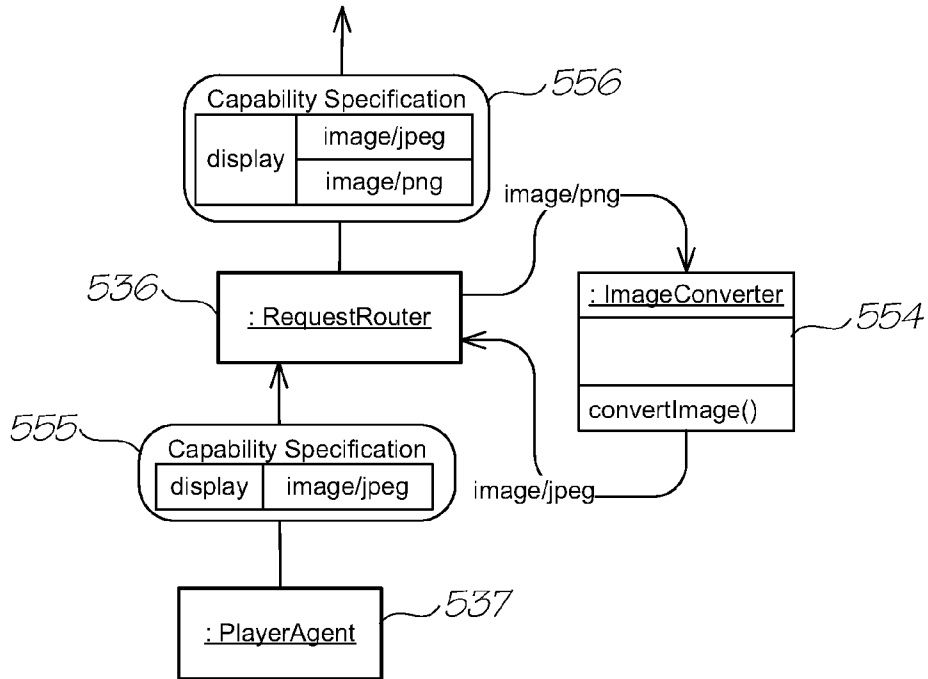 Capability Specification
556
display
image/jpeg
image/png
image/png
536
: RequestRouter
: ImageConverter
554
convertImage()
555
Capability Specification
display
image/jpeg
image/jpeg
537
: PlayerAgent